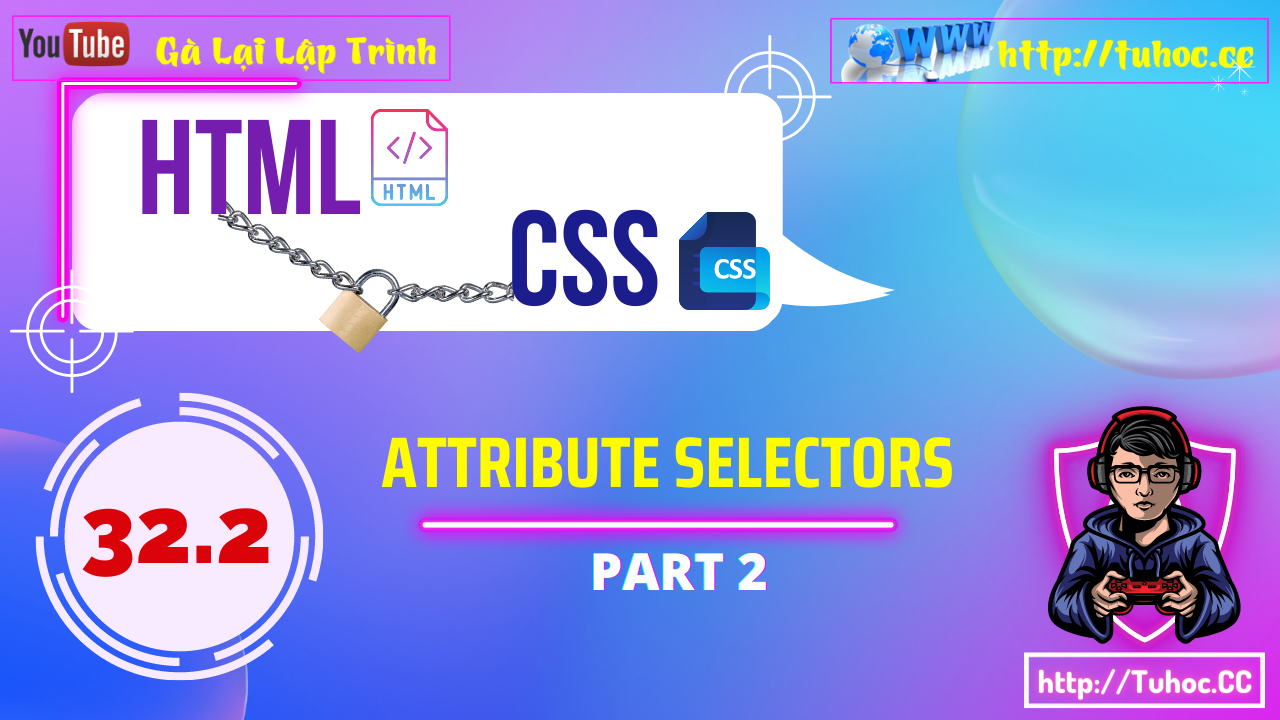 YouTube Gà Lại Lập Trình
WWW http://tuhoc.cc
HTML
HTML
CSS
CSS
32.2
ATTRIBUTE SELECTORS
PART 2
http://Tuhoc.CC